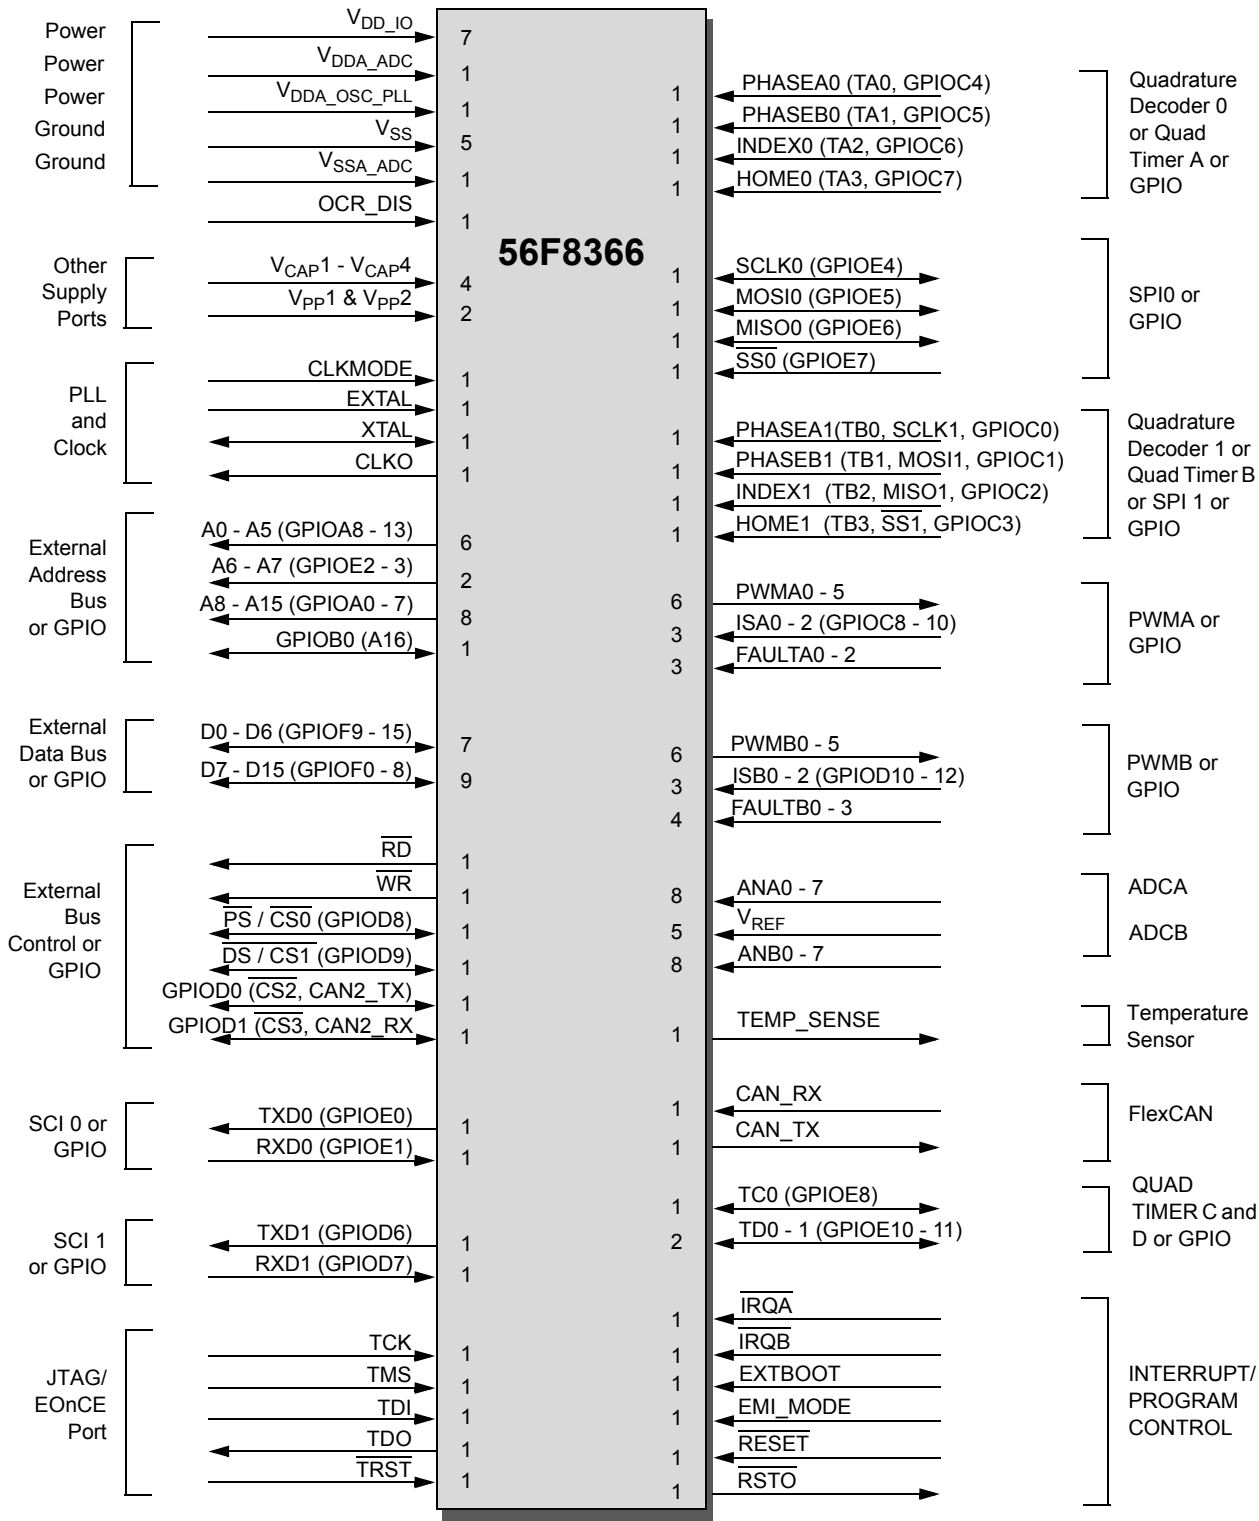 56F8366
Power
Power
Power
Ground
Ground
VDD_IO
7
VDDA_ADC
1
VDDA_OSC_PLL
1
VSS
5
VSSA_ADC
1
OCR_DIS
1
Other
Supply
Ports
VCAP1 - VCAP4
4
VPP1 & VPP2
2
PLL
and
Clock
CLKMODE
1
EXTAL
1
XTAL
1
CLKO
1
External
Address
Bus
or GPIO
A0 - A5 (GPIOA8 - 13)
6
A6 - A7 (GPIOE2 - 3)
2
A8 - A15 (GPIOA0 - 7)
8
GPIOB0 (A16)
1
External
Data Bus
or GPIO
D0 - D6 (GPIOF9 - 15)
7
D7 - D15 (GPIOF0 - 8)
9
External
Bus
Control or
GPIO
RD
1
WR
1
PS / CS0 (GPIOD8)
1
DS / CS1 (GPIOD9)
1
GPIOD0 (CS2, CAN2_TX)
1
GPIOD1 (CS3, CAN2_RX
1
SCI 0 or
GPIO
TXD0 (GPIOE0)
1
RXD0 (GPIOE1)
1
SCI 1
or GPIO
TXD1 (GPIOD6)
1
RXD1 (GPIOD7)
1
JTAG/
EOnCE
Port
TCK
1
TMS
1
TDI
1
TDO
1
TRST
1
1
PHASEA0 (TA0, GPIOC4)
1
PHASEB0 (TA1, GPIOC5)
1
INDEX0 (TA2, GPIOC6)
1
HOME0 (TA3, GPIOC7)
Quadrature
Decoder 0
or Quad
Timer A or
GPIO
1
SCLK0 (GPIOE4)
1
MOSI0 (GPIOE5)
1
MISO0 (GPIOE6)
1
SS0 (GPIOE7)
SPI0 or
GPIO
1
PHASEA1(TB0, SCLK1, GPIOC0)
1
PHASEB1 (TB1, MOSI1, GPIOC1)
1
INDEX1 (TB2, MISO1, GPIOC2)
1
HOME1 (TB3, SS1, GPIOC3)
Quadrature
Decoder 1 or
Quad Timer B
or SPI 1 or
GPIO
6
PWMA0 - 5
3
ISA0 - 2 (GPIOC8 - 10)
3
FAULTA0 - 2
PWMA or
GPIO
6
PWMB0 - 5
3
ISB0 - 2 (GPIOD10 - 12)
4
FAULTB0 - 3
PWMB or
GPIO
8
ANA0 - 7
5
VREF
8
ANB0 - 7
ADCA
ADCB
1
TEMP_SENSE
Temperature
Sensor
1
CAN_RX
1
CAN_TX
FlexCAN
1
TC0 (GPIOE8)
2
TD0 - 1 (GPIOE10 - 11)
QUAD
TIMER C and
D or GPIO
1
IRQA
1
IRQB
1
EXTBOOT
1
EMI_MODE
1
RESET
1
RSTO
INTERRUPT/
PROGRAM
CONTROL